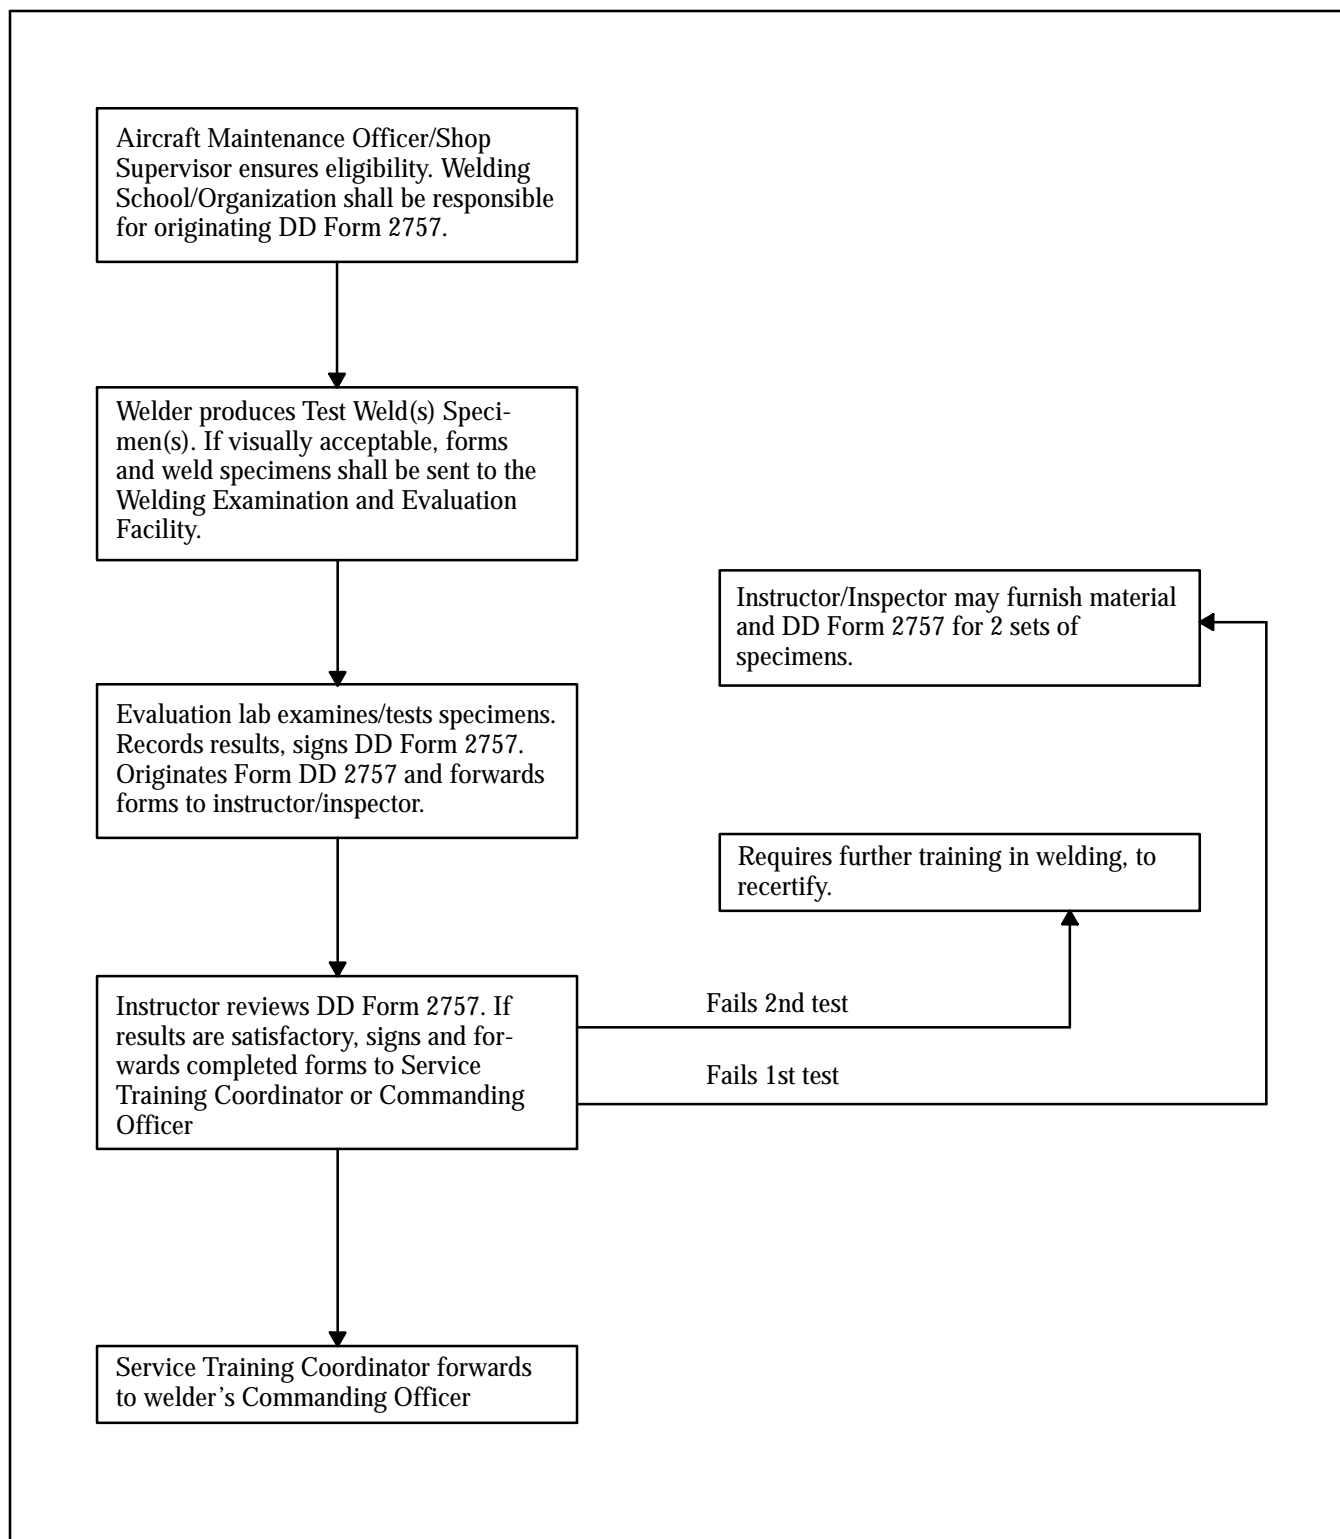 Aircraft Maintenance Officer/Shop
Supervisor ensures eligibility. Welding
School/Organization shall be responsible
for originating DD Form 2757.
Welder produces Test Weld(s) Speci-
men(s). If visually acceptable, forms
and weld specimens shall be sent to the
Welding Examination and Evaluation
Facility.
Instructor/Inspector may furnish material
and DD Form 2757 for 2 sets of
specimens.
Evaluation lab examines/tests specimens.
Records results, signs DD Form 2757.
Originates Form DD 2757 and forwards
forms to instructor/inspector.
Requires further training in welding, to
recertify.
Instructor reviews DD Form 2757. If
results are satisfactory, signs and for-
wards completed forms to Service
Training Coordinator or Commanding
Officer
Fails 2nd test
Fails 1st test
Service Training Coordinator forwards
to welder's Commanding Officer